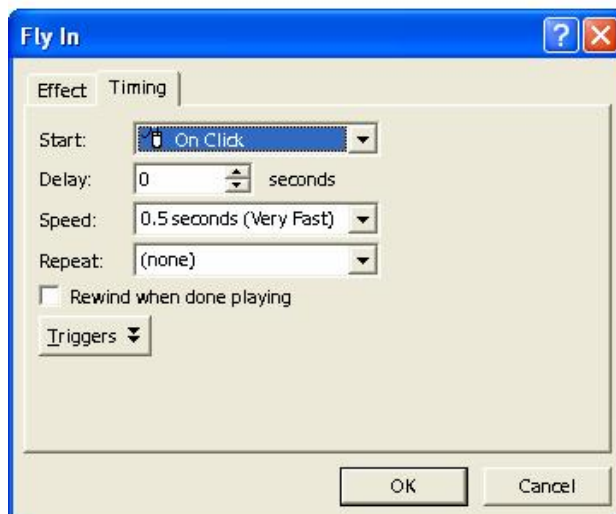 Fly In
Effect Timing
Start: On Click
Delay: 0 seconds
Speed: 0.5 seconds (Very Fast)
Repeat: (none)
Rewind when done playing
Triggers
OK Cancel